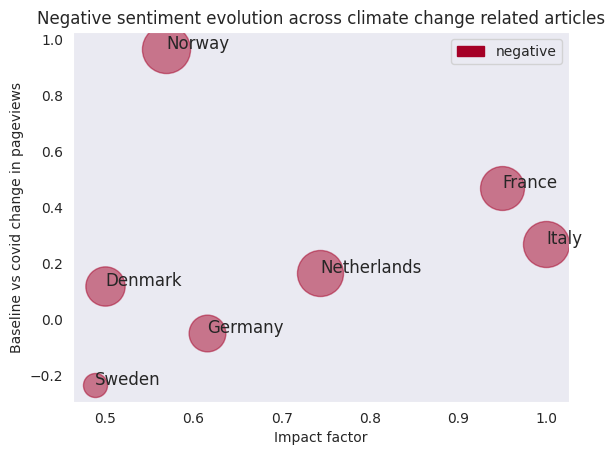 Negative sentiment evolution across climate change related articles
negative
Baseline vs covid change in pageviews
1.0
0.8
0.6
0.4
0.2
0.0
−0.2
Norway
France
Italy
Netherlands
Denmark
Germany
Sweden
0.5 0.6 0.7 0.8 0.9 1.0
Impact factor